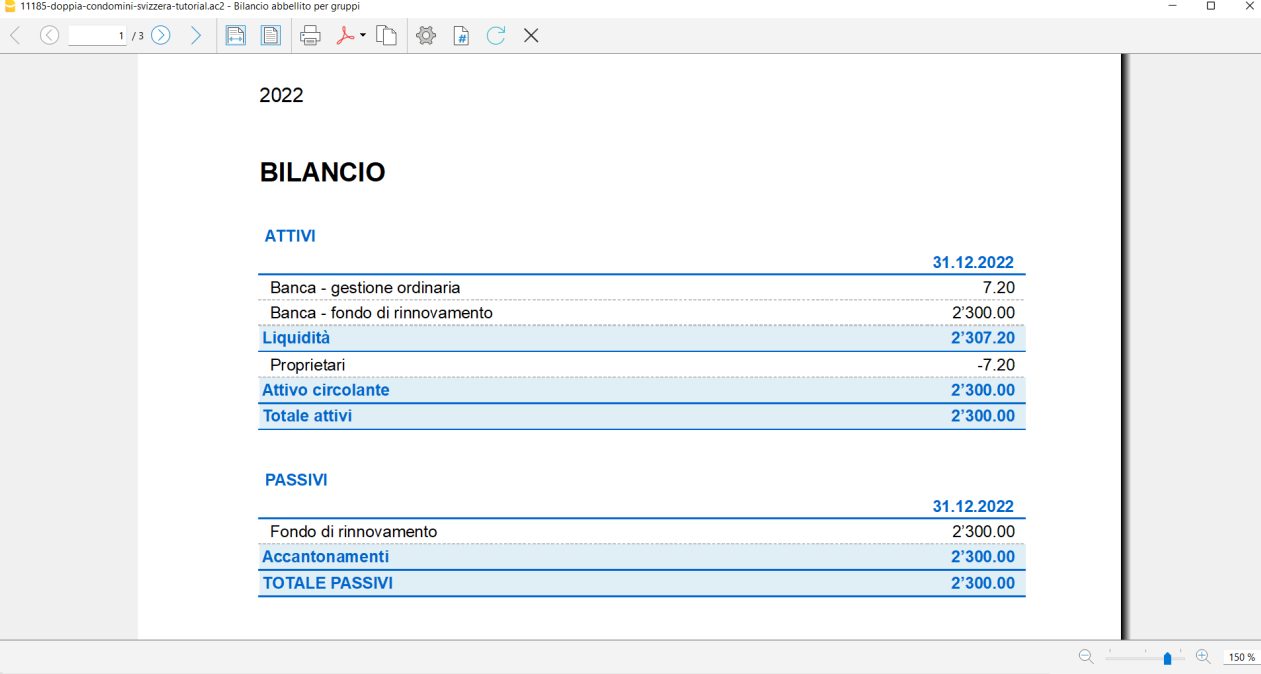 11185-doppia-condomini-svizzera-tutorial.ac2 - Bilancio abbellito per gruppi
1 / 3
#
2022
BILANCIO
ATTIVI
31.12.2022
Banca - gestione ordinaria 7.20
Banca - fondo di rinnovamento 2’300.00
Liquidità 2’307.20
Proprietari -7.20
Attivo circolante 2’300.00
Totale attivi 2’300.00
PASSIVI
31.12.2022
Fondo di rinnovamento 2’300.00
Accantonamenti 2’300.00
TOTALE PASSIVI 2’300.00
150 %